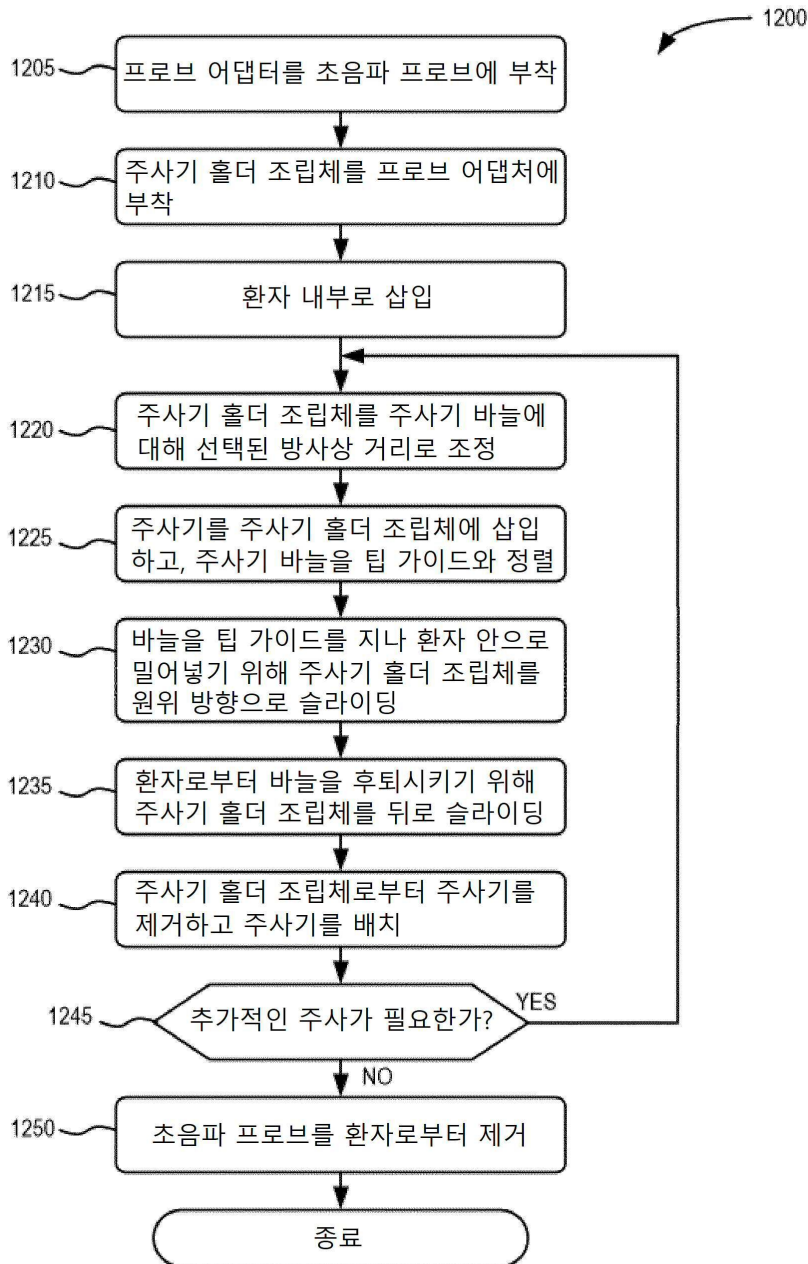 1200
1205
프로브 어댑터를 초음파 프로브에 부착
1210
주사기 홀더 조립체를 프로브 어댑처에
부착
1215
환자 내부로 삽입
1220
주사기 홀더 조립체를 주사기 바늘에
대해 선택된 방사상 거리로 조정
1225
주사기를 주사기 홀더 조립체에 삽입
하고, 주사기 바늘을 팁 가이드와 정렬
1230
바늘을 팁 가이드를 지나 환자 안으로
밀어넣기 위해 주사기 홀더 조립체를
원위 방향으로 슬라이딩
1235
환자로부터 바늘을 후퇴시키기 위해
주사기 홀더 조립체를 뒤로 슬라이딩
1240
주사기 홀더 조립체로부터 주사기를
제거하고 주사기를 배치
1245
추가적인 주사가 필요한가?
YES
NO
1250
초음파 프로브를 환자로부터 제거
종료